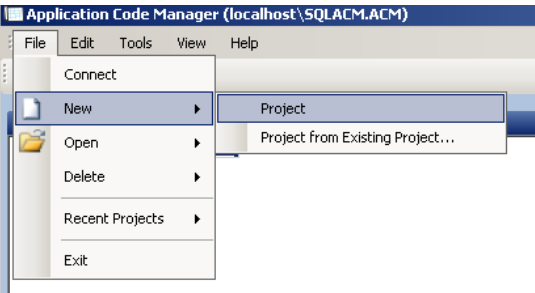 Application Code Manager (localhost\SQLACM.ACM)
File Edit Tools View Help
Connect
New Project
Project from Existing Project...
Open
Delete
Recent Projects
Exit